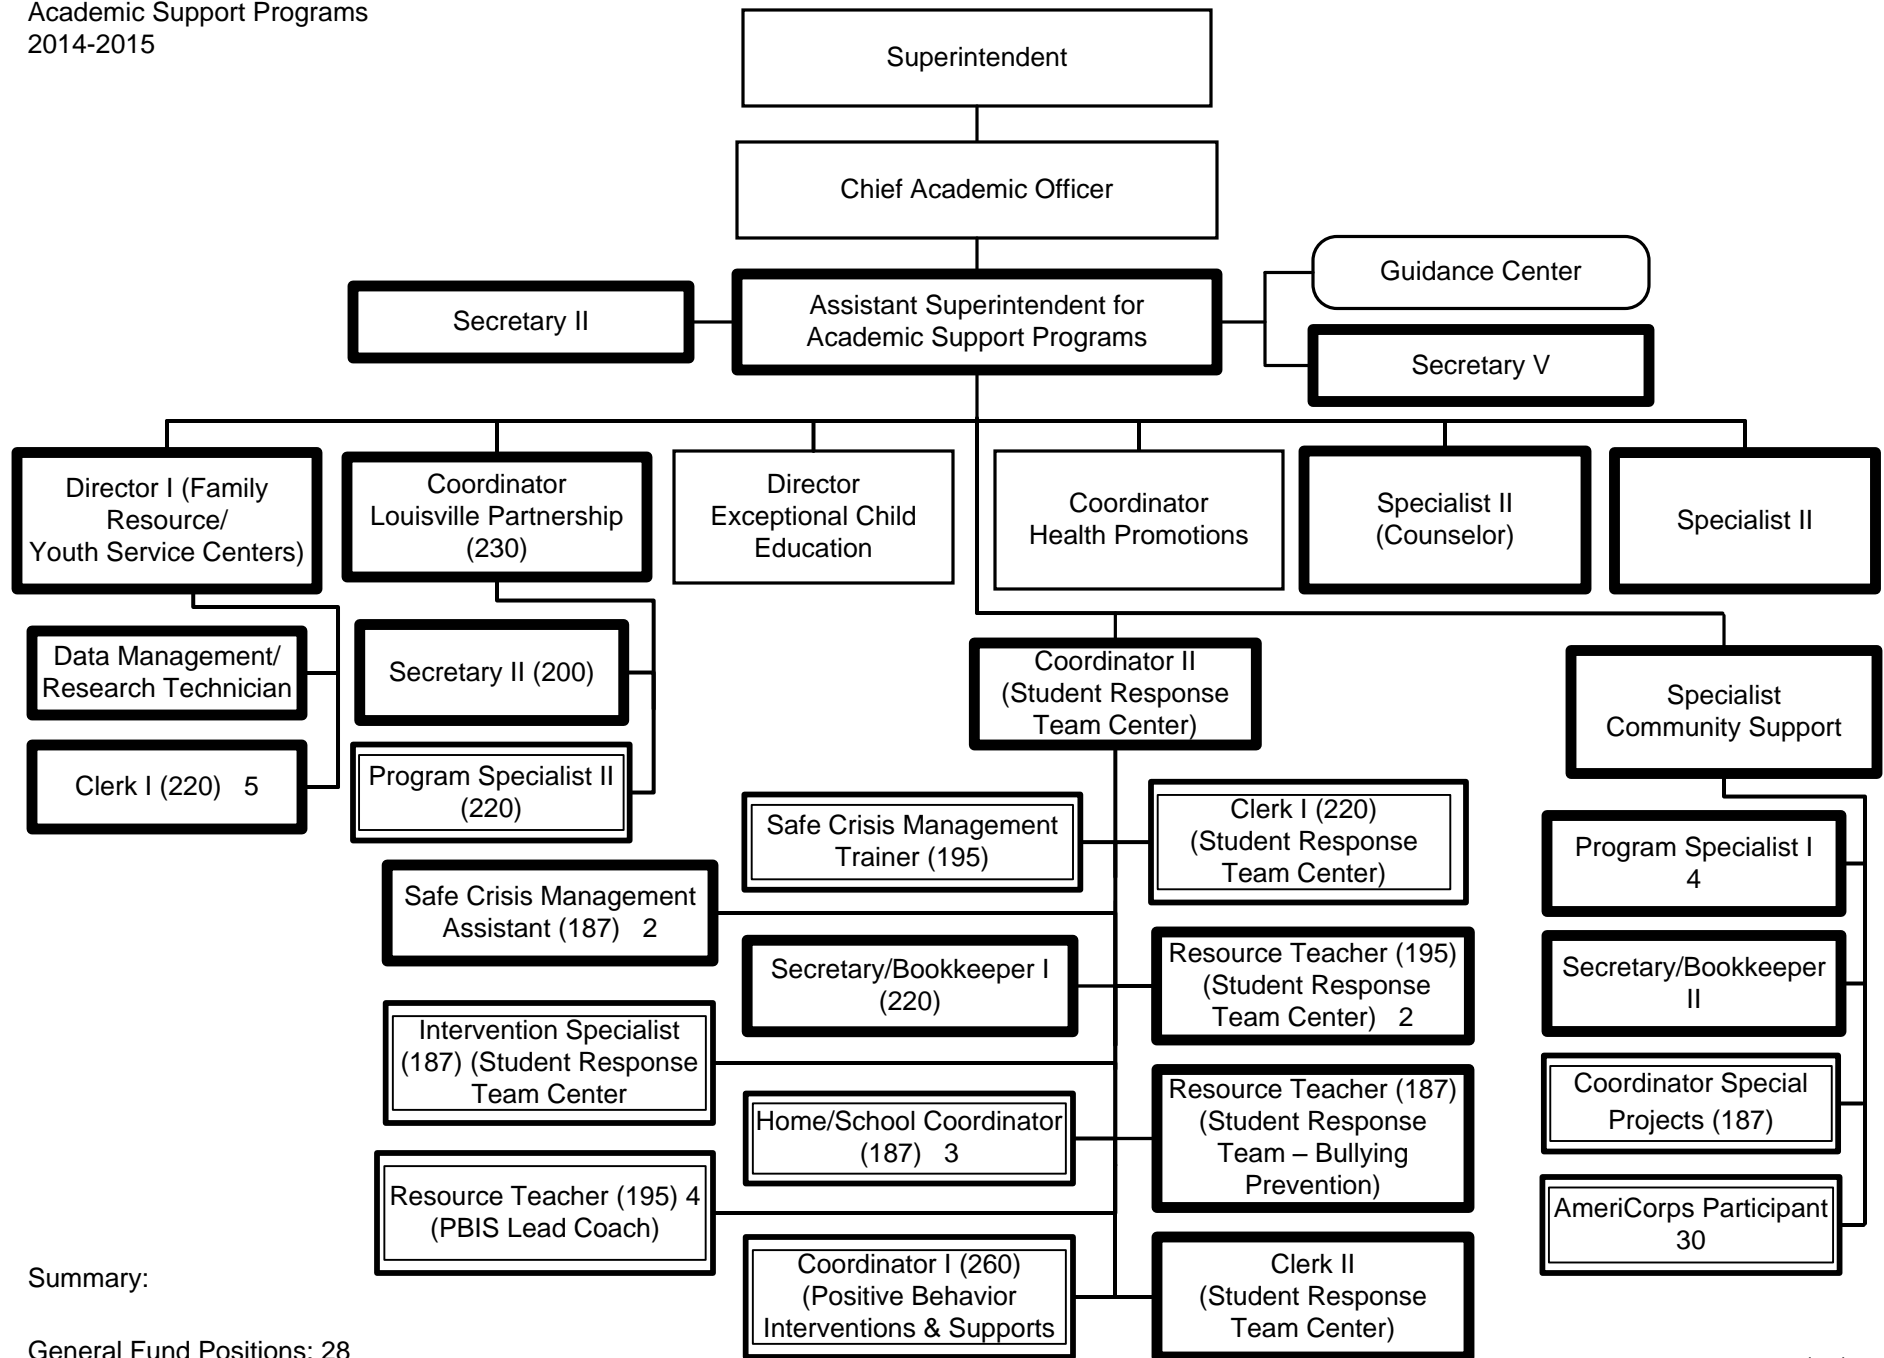 Academic Support Programs
2014-2015
Superintendent
Chief Academic Officer
Secretary II
Assistant Superintendent for
Academic Support Programs
Guidance Center
Secretary V
Director I (Family
Resource/
Youth Service Centers)
Coordinator
Louisville Partnership
(230)
Director
Exceptional Child
Education
Coordinator
Health Promotions
Specialist II
(Counselor)
Specialist II
Data Management/
Research Technician
Clerk I (220) 5
Secretary II (200)
Program Specialist II
(220)
Coordinator II
(Student Response
Team Center)
Specialist
Community Support
Safe Crisis Management
Trainer (195)
Clerk I (220)
(Student Response
Team Center)
Safe Crisis Management
Assistant (187) 2
Secretary/Bookkeeper I
(220)
Resource Teacher (195)
(Student Response
Team Center) 2
Intervention Specialist
(187) (Student Response
Team Center
Home/School Coordinator
(187) 3
Resource Teacher (187)
(Student Response
Team – Bullying
Prevention)
Resource Teacher (195) 4
(PBIS Lead Coach)
Coordinator I (260)
(Positive Behavior
Interventions & Supports
Clerk II
(Student Response
Team Center)
Program Specialist I
4
Secretary/Bookkeeper
II
Coordinator Special
Projects (187)
AmeriCorps Participant
30
Summary:
General Fund Positions: 28